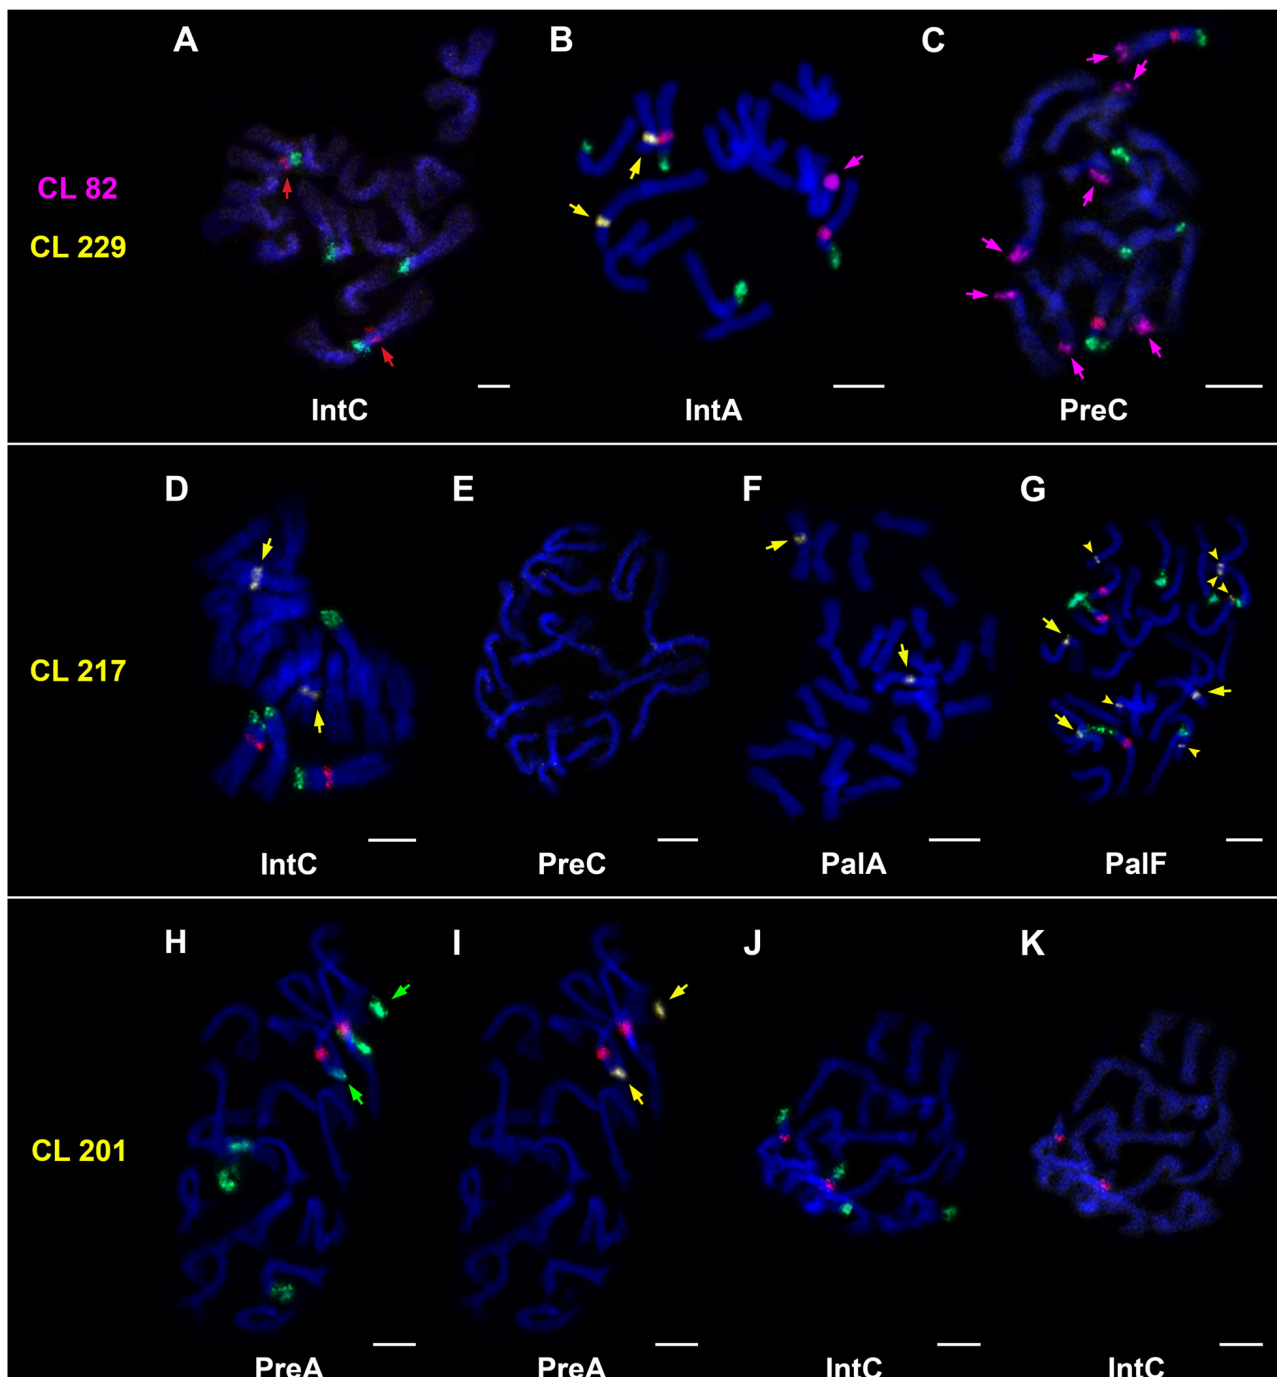 A B C
CL 82
CL 229
IntC IntA PreC
D E F G
CL 217
IntC PreC PalA PalF
H I J K
CL 201
PreA PreA IntC IntC